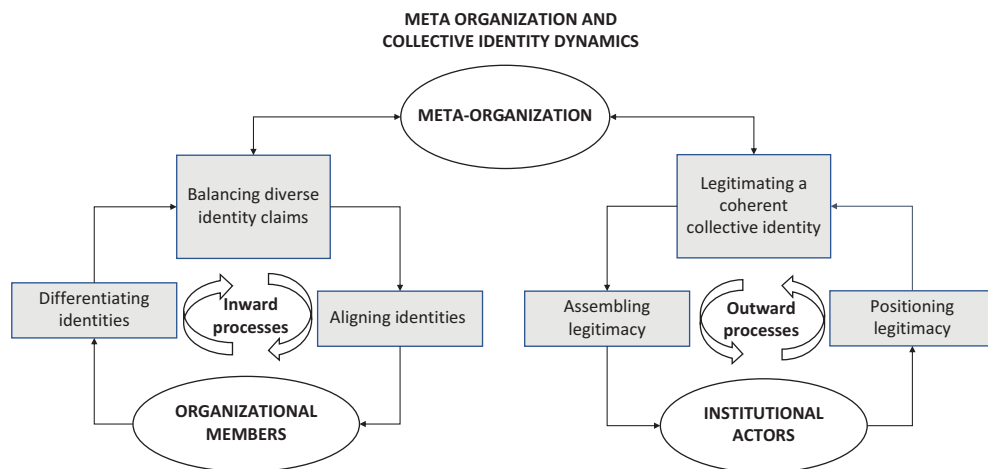 META ORGANIZATION AND
COLLECTIVE IDENTITY DYNAMICS
META-ORGANIZATION
Balancing diverse
identity claims
Legitimating a
coherent
collective identity
Differentiating
identities
Inward
processes
Aligning identities
Assembling
legitimacy
Outward
processes
Positioning
legitimacy
ORGANIZATIONAL
MEMBERS
INSTITUTIONAL
ACTORS